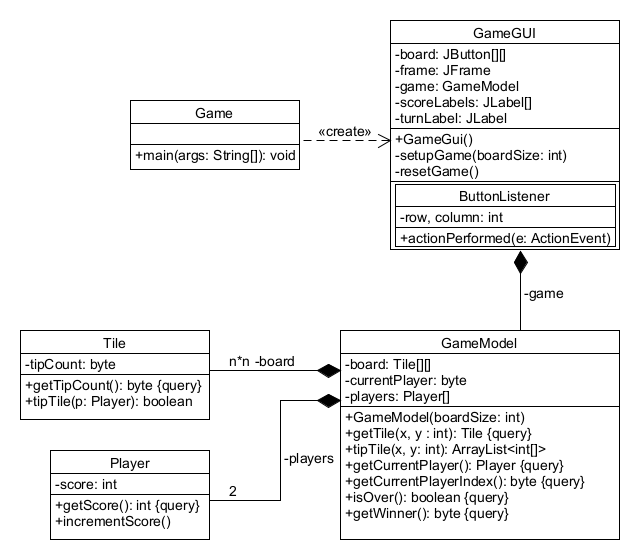 GameGUI
-board: JButton[][]
-frame: JFrame
-game: GameModel
-scoreLabels: JLabel[]
-turnLabel: JLabel
+GameGui()
-setupGame(boardSize: int)
-resetGame()
ButtonListener
-row, column: int
+actionPerformed(e: ActionEvent)
Game
+main(args: String[]): void
«create»
-game
Tile
-tipCount: byte
+getTipCount(): byte {query}
+tipTile(p: Player): boolean
n*n -board
GameModel
-board: Tile[][]
-currentPlayer: byte
-players: Player[]
+GameModel(boardSize: int)
+getTile(x, y : int): Tile {query}
+tipTile(x, y: int): ArrayList<int[]>
+getCurrentPlayer(): Player {query}
+getCurrentPlayerIndex(): byte {query}
+isOver(): boolean {query}
+getWinner(): byte {query}
-players
2
Player
-score: int
+getScore(): int {query}
+incrementScore()